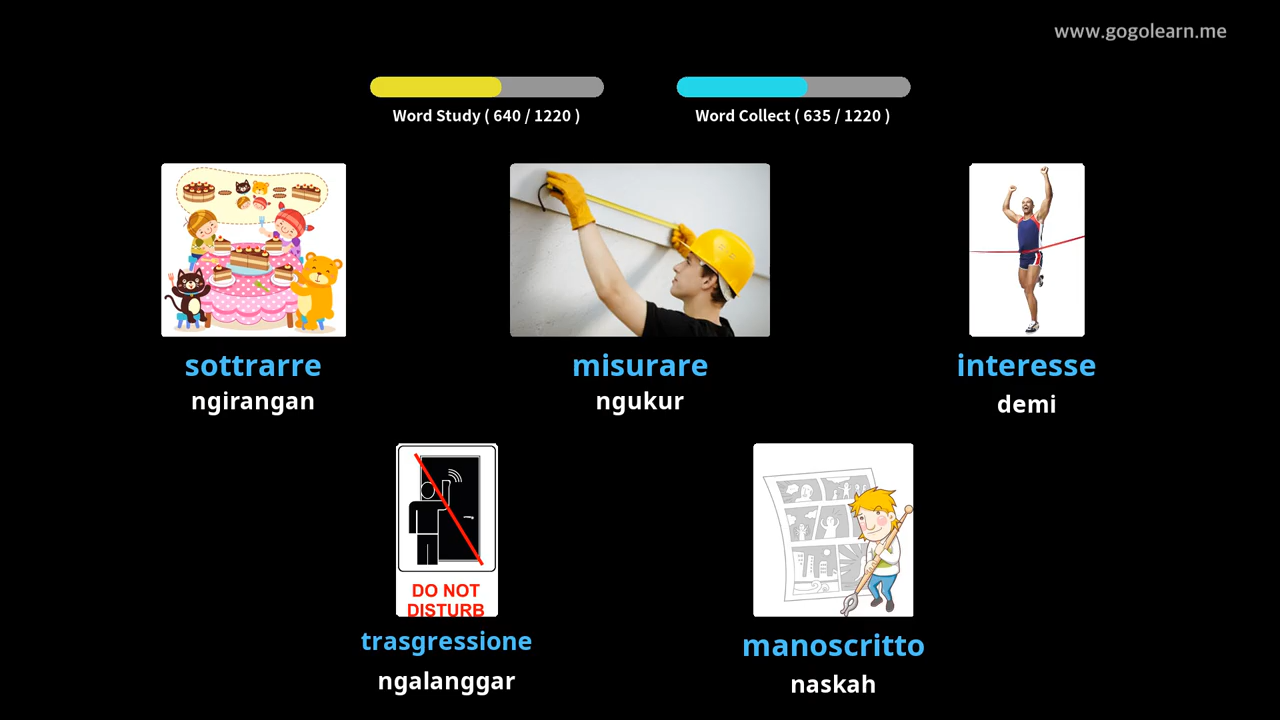 www.gogolearn.me
Word Study ( 640 / 1220 )
Word Collect ( 635 / 1220 )
sottrarre
ngirangan
misurare
ngukur
interesse
demi
DO NOT
DISTURB
trasgressione
ngalanggar
manoscritto
naskah